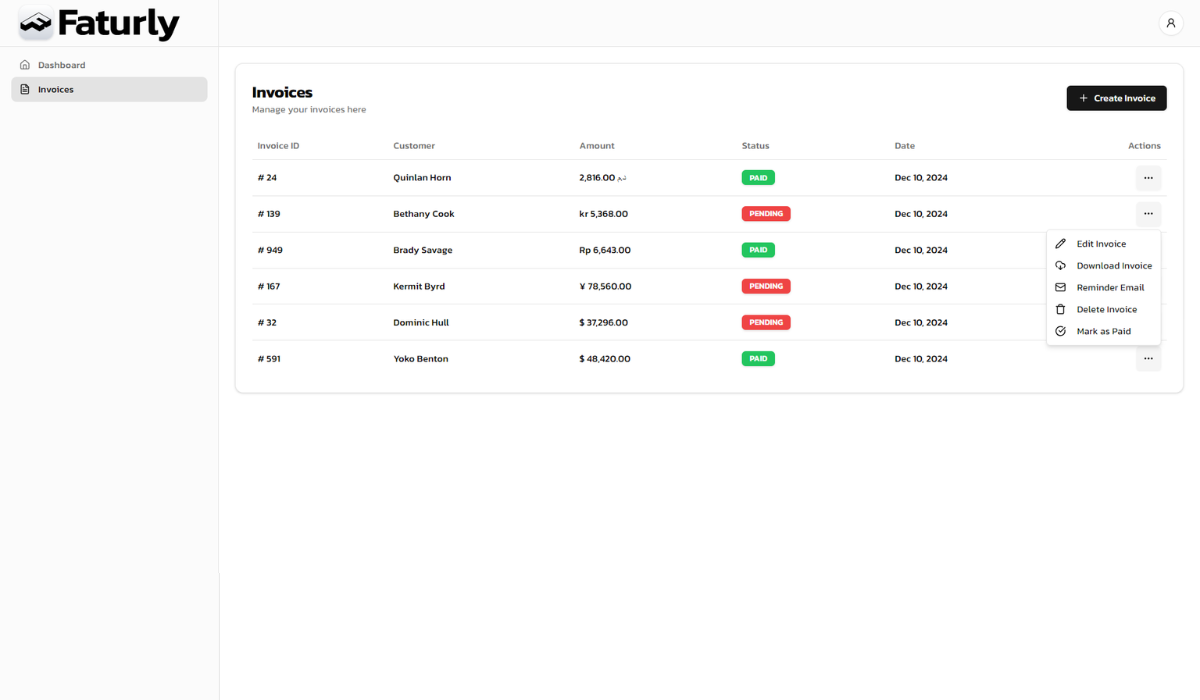 Faturly
Dashboard
Invoices
Invoices
Manage your invoices here
+ Create Invoice
Invoice ID Customer Amount Status Date Actions
# 24 Quinlan Horn 2,816.00 PAID Dec 10, 2024 ...
# 139 Bethany Cook kr 5,368.00 PENDING Dec 10, 2024 ...
# 949 Brady Savage Rp 6,643.00 PAID Dec 10, 2024
# 167 Kermit Byrd ¥ 78,560.00 PENDING Dec 10, 2024
# 32 Dominic Hull $ 37,296.00 PENDING Dec 10, 2024
# 591 Yoko Benton $ 48,420.00 PAID Dec 10, 2024 ...
Edit Invoice
Download Invoice
Reminder Email
Delete Invoice
Mark as Paid